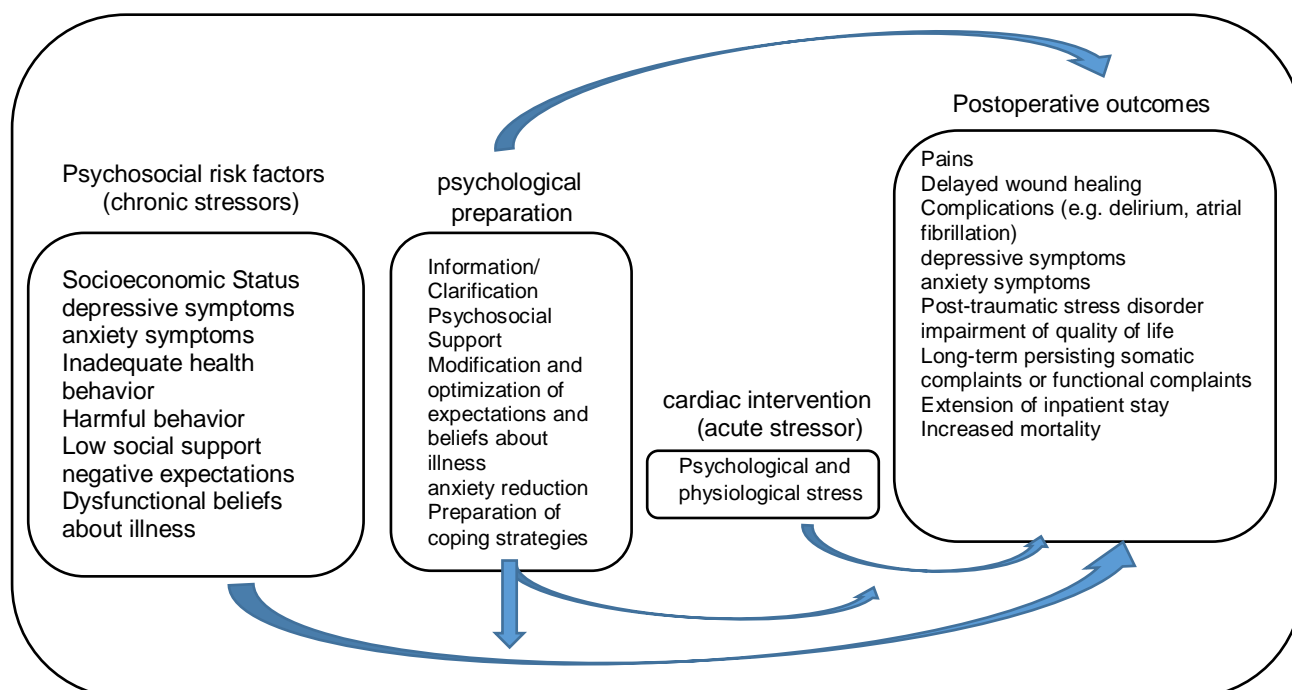 Psychosocial risk factors
(chronic stressors)
Socioeconomic Status
depressive symptoms
anxiety symptoms
Inadequate health
behavior
Harmful behavior
Low social support
negative expectations
Dysfunctional beliefs
about illness
psychological
preparation
Information/
Clarification
Psychosocial
Support
Modification and
optimization of
expectations and
beliefs about
illness
anxiety reduction
Preparation of
coping strategies
cardiac intervention
(acute stressor)
Psychological and
physiological stress
Postoperative outcomes
Pains
Delayed wound healing
Complications (e.g. delirium, atrial
fibrillation)
depressive symptoms
anxiety symptoms
Post-traumatic stress disorder
impairment of quality of life
Long-term persisting somatic
complaints or functional complaints
Extension of inpatient stay
Increased mortality